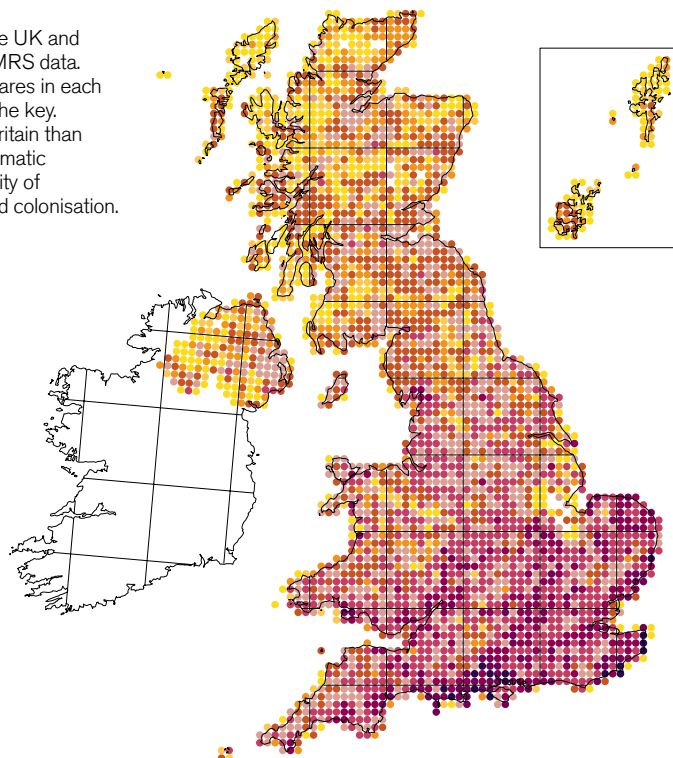 e UK and
MRS data.
ares in each
he key.
ritain than
matic
ity of
d colonisation.